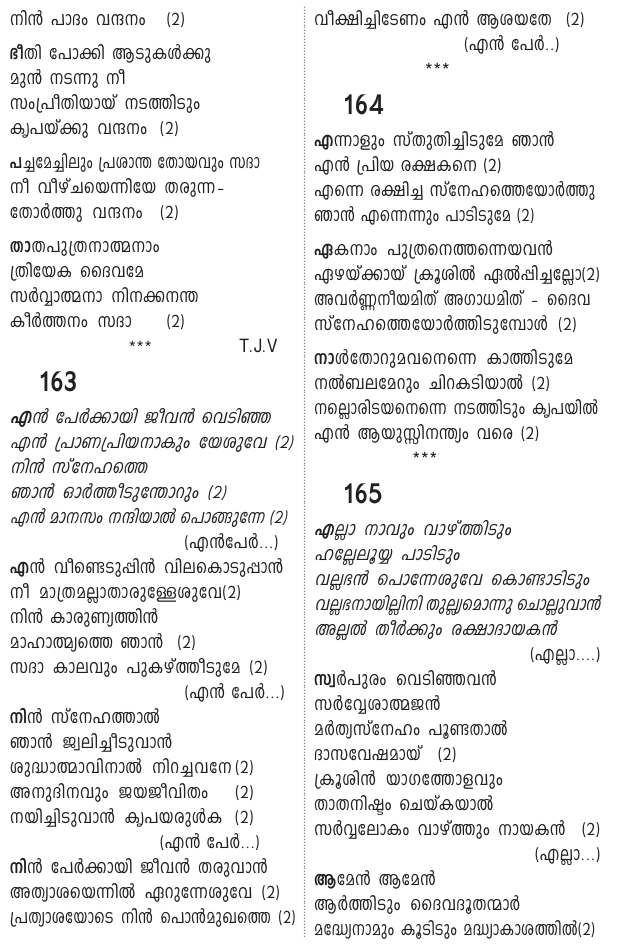 നിൻ പാദം വന്ദനം (2)
ഭീതി പോക്കി ആടുകൾക്കു
മുൻ നടന്നു നീ
സംപ്രീതിയായ് നടത്തിടും
കൃപയ്ക്കു വന്ദനം (2)
പച്ചമേച്ചിലും പ്രശാന്ത തോയവും സദാ
നീ വീഴ്ചയെന്നിയേ തരുന്ന-
തോർത്തു വന്ദനം (2)
താതപുത്രനാത്മനാം
ത്രിയേക ദൈവമേ
സർവ്വാത്മനാ നിനക്കനന്ത
കീർത്തനം സദാ (2)
*** T.J.V
163
എൻ പേർക്കായി ജീവൻ വെടിഞ്ഞ
എൻ പ്രാണപ്രിയനാകും യേശുവേ (2)
നിൻ സ്നേഹത്തെ
ഞാൻ ഓർത്തീടുന്തോറും (2)
എൻ മാനസം നന്ദിയാൽ പൊങ്ങുന്നേ (2)
(എൻപേർ...)
എൻ വീണ്ടെടുപ്പിൻ വിലകൊടുപ്പാൻ
നീ മാത്രമല്ലാതാരുള്ളേശുവേ(2)
നിൻ കാരുണ്യത്തിൻ
മാഹാത്മ്യത്തെ ഞാൻ (2)
സദാ കാലവും പുകഴ്ത്തീടുമേ (2)
(എൻ പേർ...)
നിൻ സ്നേഹത്താൽ
ഞാൻ ജ്വലിച്ചീടുവാൻ
ശുദ്ധാത്മാവിനാൽ നിറച്ചവനേ (2)
അനുദിനവും ജയജീവിതം (2)
നയിച്ചിടുവാൻ കൃപയരുൾക (2)
(എൻ പേർ...)
നിൻ പേർക്കായി ജീവൻ തരുവാൻ
അത്യാശയെന്നിൽ ഏറുന്നേശുവേ (2)
പ്രത്യാശയോടെ നിൻ പൊൻമുഖത്തെ (2)
വീക്ഷിച്ചിടേണം എൻ ആശയതേ (2)
(എൻ പേർ..)
***
164
എന്നാളും സ്തുതിച്ചിടുമേ ഞാൻ
എൻ പ്രിയ രക്ഷകനെ (2)
എന്നെ രക്ഷിച്ച സ്നേഹത്തെയോർത്തു
ഞാൻ എന്നെന്നും പാടിടുമേ (2)
ഏകനാം പുത്രനെത്തന്നെയവൻ
ഏഴയ്ക്കായ് ക്രൂശിൽ ഏൽപ്പിച്ചല്ലോ(2)
അവർണ്ണനീയമിത് അഗാധമിത് - ദൈവ
സ്നേഹത്തെയോർത്തിടുമ്പോൾ (2)
നാൾതോറുമവനെന്നെ കാത്തിടുമേ
നൽബലമേറും ചിറകടിയാൽ (2)
നല്ലൊരിടയനെന്നെ നടത്തിടും കൃപയിൽ
എൻ ആയുസ്സിനന്ത്യം വരെ (2)
***
165
എല്ലാ നാവും വാഴ്ത്തിടും
ഹല്ലേലൂയ്യ പാടിടും
വല്ലഭൻ പൊന്നേശുവേ കൊണ്ടാടിടും
വല്ലഭനായില്ലിനി തുല്ല്യമൊന്നു ചൊല്ലുവാൻ
അല്ലൽ തീർക്കും രക്ഷാദായകൻ
(എല്ലാ....)
സ്വർപുരം വെടിഞ്ഞവൻ
സർവ്വേശാത്മജൻ
മർത്യസ്നേഹം പൂണ്ടതാൽ
ദാസവേഷമായ് (2)
ക്രൂശിൻ യാഗത്തോളവും
താതനിഷ്ടം ചെയ്കയാൽ
സർവ്വലോകം വാഴ്ത്തും നായകൻ (2)
(എല്ലാ...)
ആമേൻ ആമേൻ
ആർത്തിടും ദൈവദൂതന്മാർ
മദ്ധ്യേനാമും കൂടിടും മദ്ധ്യാകാശത്തിൽ(2)